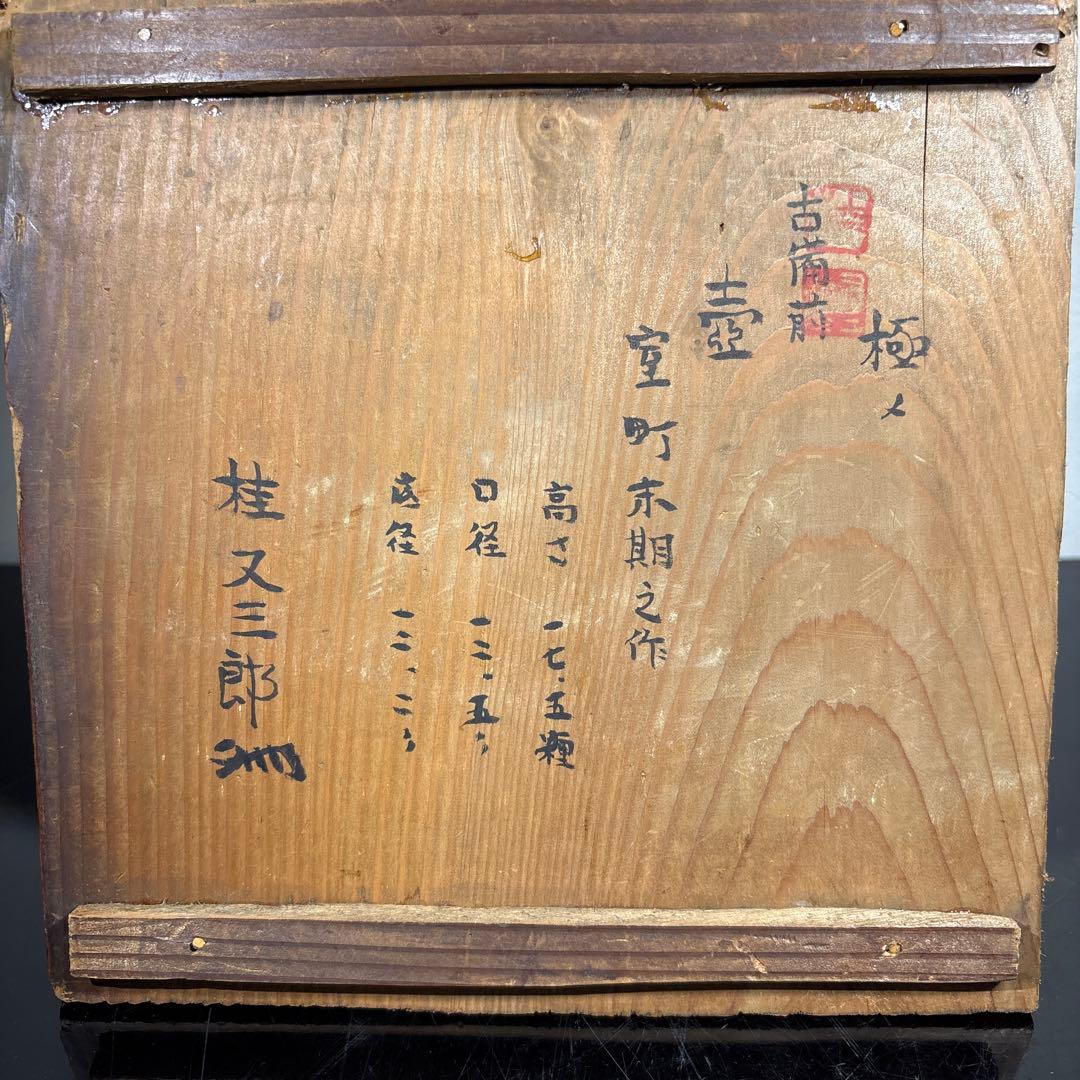 極メ
古備前
壺
室町末期之作
高さ 一七.五糎
口径 一三.五〃
底径 一三.二〃
桂又三郎